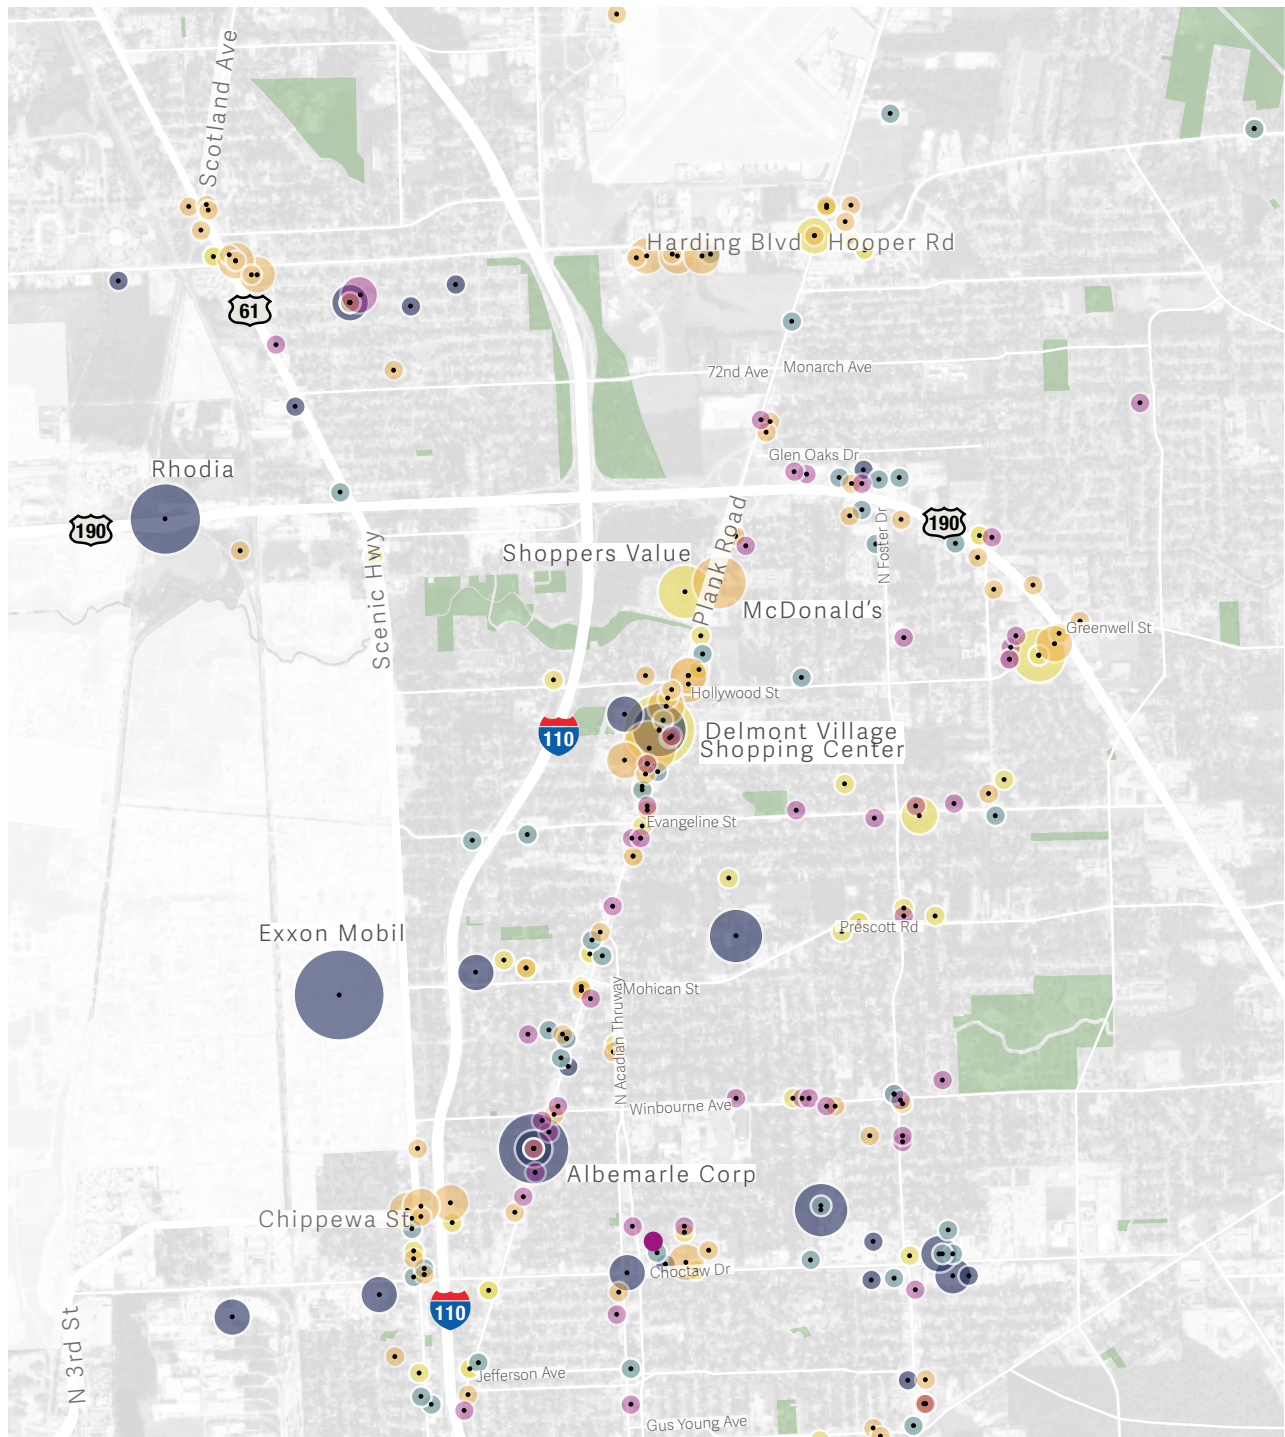 Scotland Ave
Harding Blvd
Hooper Rd
61
72nd Ave
Monarch Ave
Glen Oaks Dr
Rhodia
190
190
Plank Road
N Foster Dr
Scenic Hwy
Shoppers Value
McDonald's
Greenwell St
Hollywood St
110
Delmont Village
Shopping Center
Evangeline St
Prescott Rd
Exxon Mobil
Mohican St
N Acadian Thruway
Winbourne Ave
Albemarle Corp
Chippewa St
Choctaw Dr
110
N 3rd St
Jefferson Ave
Gus Young Ave